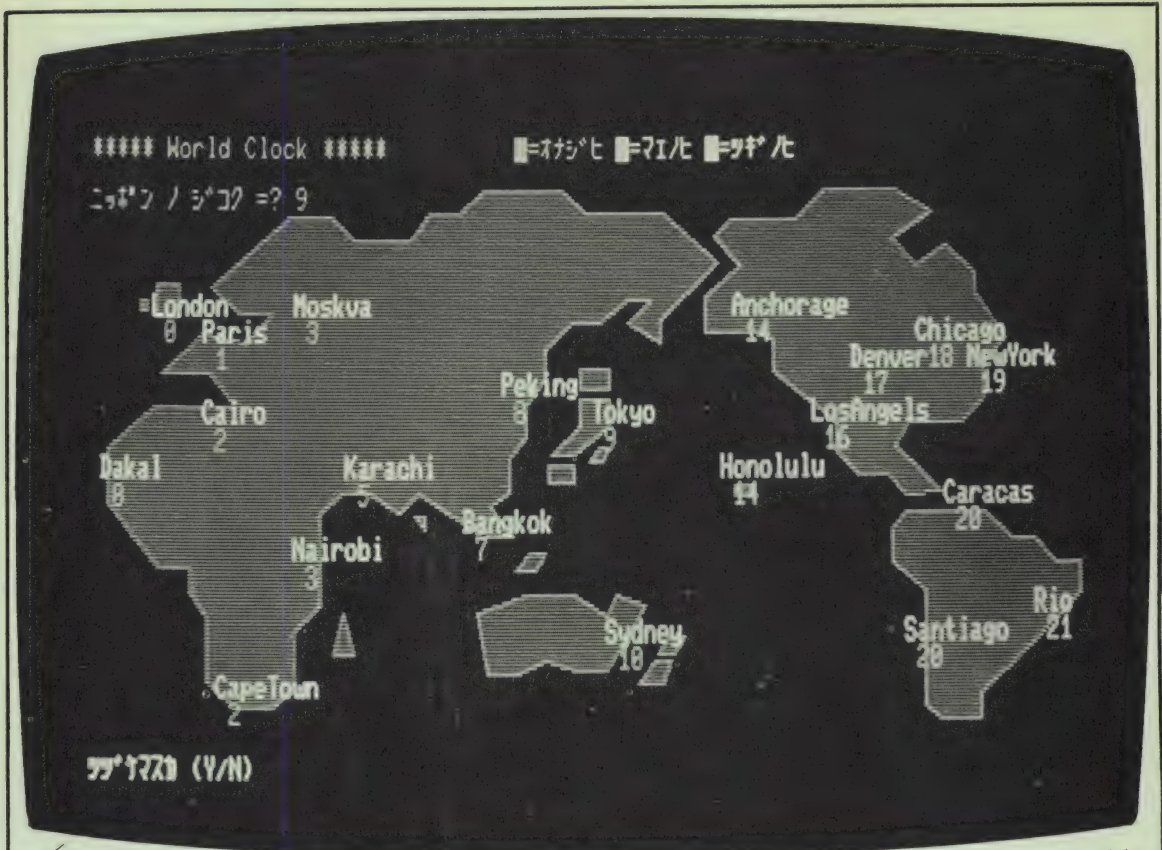 ***** World Clock *****
■=オナジヒ ■=マエノヒ ■=ツギノヒ
ニッポン ノ ジコク =? 9
London
0
Moskva
3
Paris
1
Anchorage
14
Chicago
18
Denver
17
NewYork
19
Peking
8
Tokyo
9
Cairo
2
LosAngels
16
Dakal
0
Karachi
5
Honolulu
14
Caracas
20
Bangkok
7
Nairobi
3
Rio
21
Sydney
10
Santiago
20
CapeTown
2
ツヅケマスカ (Y/N)